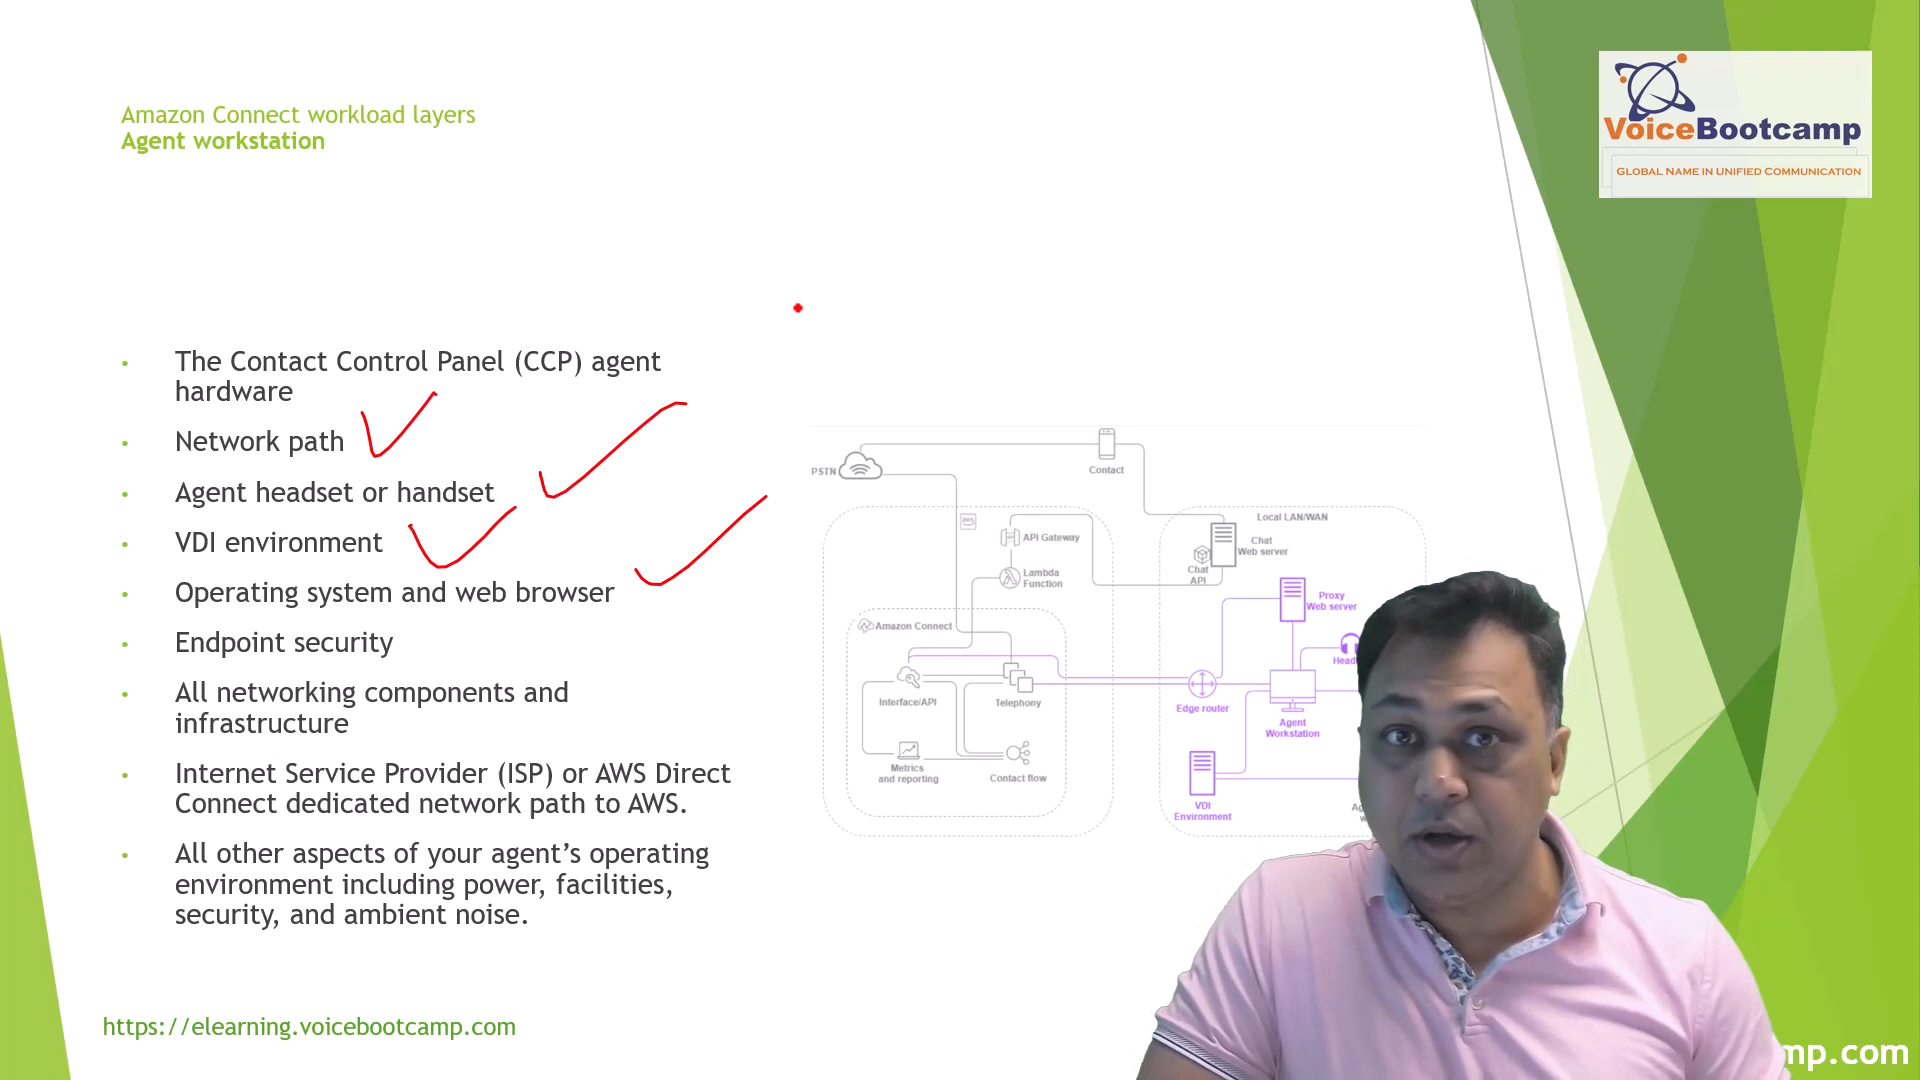 Amazon Connect workload layers
Agent workstation
VoiceBootcamp
GLOBAL NAME IN UNIFIED COMMUNICATION
• The Contact Control Panel (CCP) agent
hardware
• Network path
• Agent headset or handset
• VDI environment
• Operating system and web browser
• Endpoint security
• All networking components and
infrastructure
• Internet Service Provider (ISP) or AWS Direct
Connect dedicated network path to AWS.
• All other aspects of your agent’s operating
environment including power, facilities,
security, and ambient noise.
PSTN
Contact
aws
API Gateway
Lambda
Function
Amazon Connect
Interface/API
Telephony
Metrics
and reporting
Contact flow
Local LAN/WAN
Chat
Web server
Chat
API
Proxy
Web server
Edge router
Agent
Workstation
VDI
Environment
https://elearning.voicebootcamp.com
mp.com